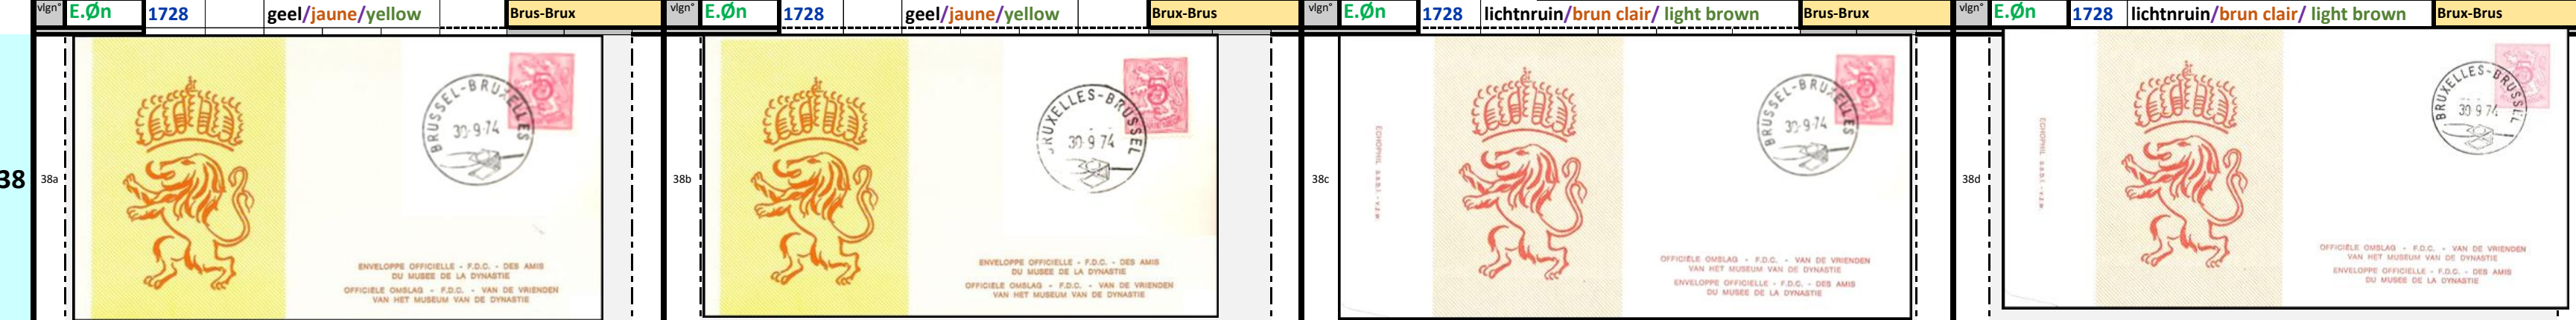 vlgn° E.Øn 1728 geel/jaune/yellow Brus-Brux vlgn° E.Øn 1728 geel/jaune/yellow Brux-Brus vlgn° E.Øn 1728 lichtnruin/brun clair/ light brown Brus-Brux vlgn° E.Øn 1728 lichtnruin/brun clair/ light brown Brux-Brus
38
38a
5
BRUSSEL-BRUXELLES
30-9-74
ENVELOPPE OFFICIELLE - F.D.C. - DES AMIS
DU MUSEE DE LA DYNASTIE
OFFICIËLE OMSLAG - F.D.C. - VAN DE VRIENDEN
VAN HET MUSEUM VAN DE DYNASTIE
38b
5
BRUXELLES-BRUSSEL
30-9 74
ENVELOPPE OFFICIELLE - F.D.C. - DES AMIS
DU MUSEE DE LA DYNASTIE
OFFICIËLE OMSLAG - F.D.C. - VAN DE VRIENDEN
VAN HET MUSEUM VAN DE DYNASTIE
38c
ECHOPHIL s.a.b.l. - v.z.w.
5
BRUSSEL-BRUXELLES
30-9-74
OFFICIËLE OMSLAG - F.D.C. - VAN DE VRIENDEN
VAN HET MUSEUM VAN DE DYNASTIE
ENVELOPPE OFFICIELLE - F.D.C. - DES AMIS
DU MUSEE DE LA DYNASTIE
38d
ECHOPHIL s.a.b.l. - v.z.w.
5
BRUXELLES-BRUSSEL
30 9 74
OFFICIËLE OMSLAG - F.D.C. - VAN DE VRIENDEN
VAN HET MUSEUM VAN DE DYNASTIE
ENVELOPPE OFFICIELLE - F.D.C. - DES AMIS
DU MUSEE DE LA DYNASTIE